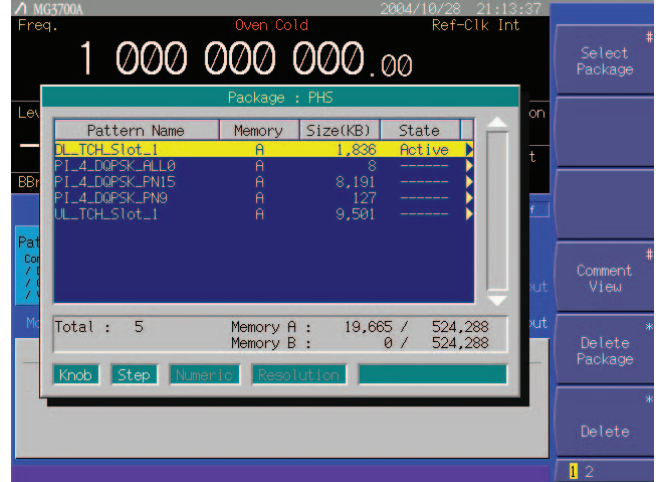 MG3700A 2004/10/28 21:13:37
Freq. Oven Cold Ref-Clk Int
1 000 000 000.00
Package : PHS
Pattern Name Memory Size(KB) State
DL_TCH_Slot_1 A 1,836 Active
PI_4_DQPSK_ALL0 A 8 ------
PI_4_DQPSK_PN15 A 8,191 ------
PI_4_DQPSK_PN9 A 127 ------
UL_TCH_Slot_1 A 9,501 ------
Total : 5 Memory A : 19,665 / 524,288
Memory B : 0 / 524,288
Knob Step Numeric Resolution
#
Select
Package
#
Comment
View
*
Delete
Package
*
Delete
1 2